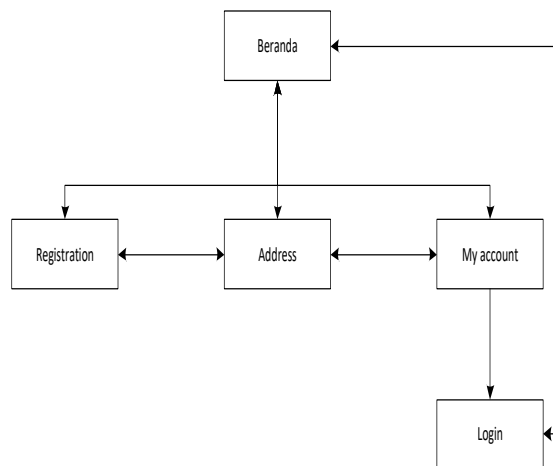 Beranda
Registration
Address
My account
Login